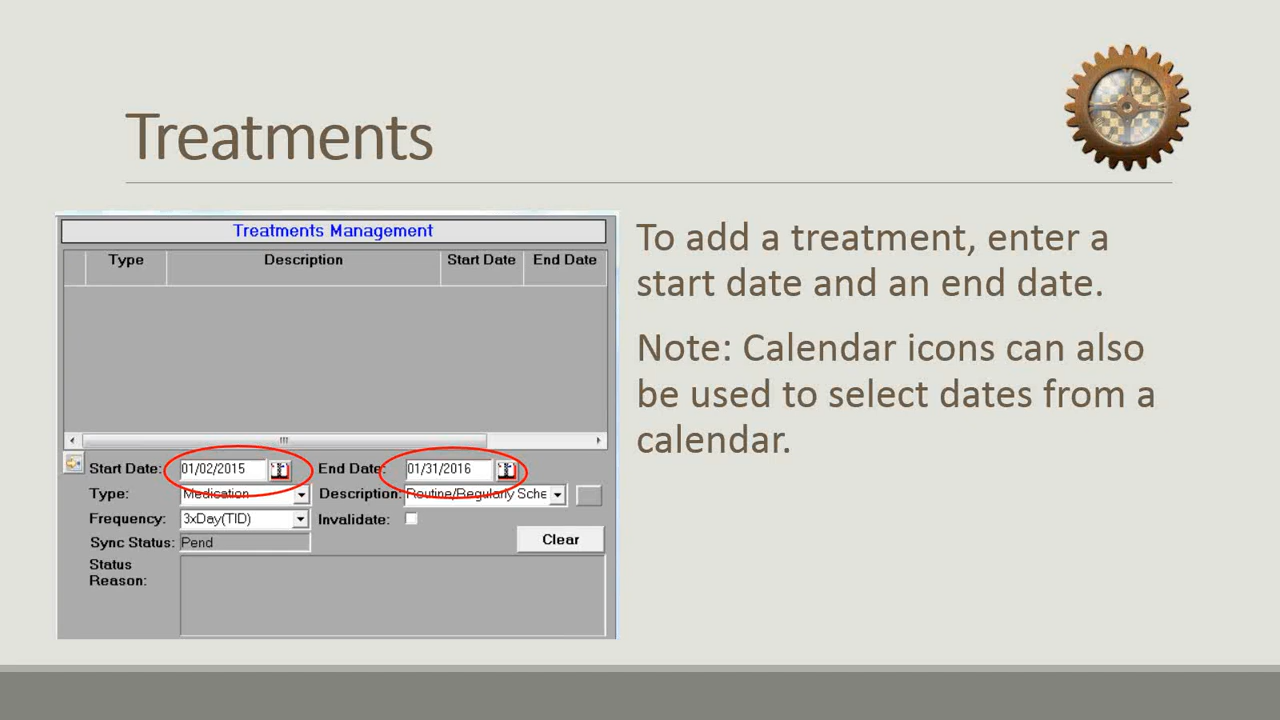 Treatments
Treatments Management
Type Description Start Date End Date
Start Date: 01/02/2015 End Date: 01/31/2016
Type: Medication Description: Routine/Regularly Sche
Frequency: 3xDay(TID) Invalidate:
Sync Status: Pend
Clear
Status
Reason:
To add a treatment, enter a
start date and an end date.
Note: Calendar icons can also
be used to select dates from a
calendar.